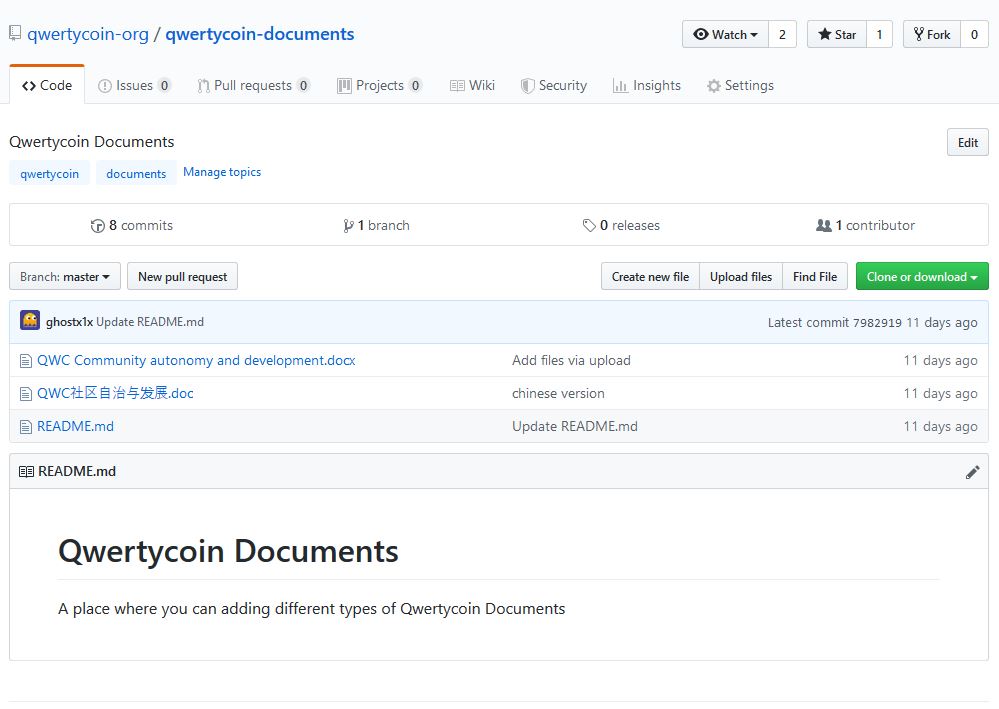 qwertycoin-org / qwertycoin-documents
Watch 2 Star 1 Fork 0
Code Issues 0 Pull requests 0 Projects 0 Wiki Security Insights Settings
Qwertycoin Documents Edit
qwertycoin documents Manage topics
8 commits 1 branch 0 releases 1 contributor
Branch: master New pull request Create new file Upload files Find File Clone or download
ghostx1x Update README.md Latest commit 7982919 11 days ago
QWC Community autonomy and development.docx Add files via upload 11 days ago
QWC社区自治与发展.doc chinese version 11 days ago
README.md Update README.md 11 days ago
README.md
Qwertycoin Documents
A place where you can adding different types of Qwertycoin Documents